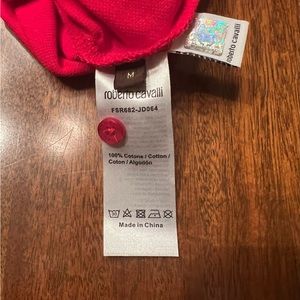 M
roberto cavalli
FSR682-JD064
100% Cotone / Cotton /
Coton / Algodón
Made in China
roberto cavalli